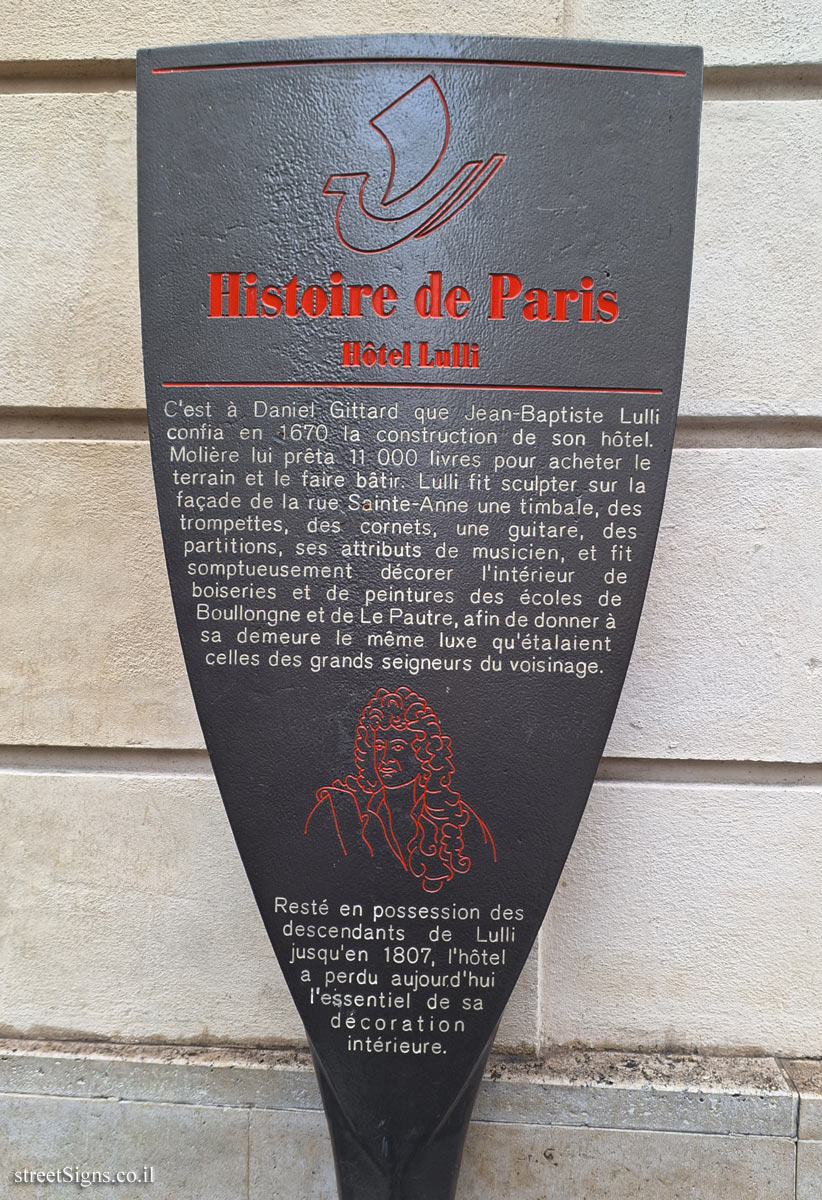 Histoire de Paris
Hôtel Lulli
C'est à Daniel Gittard que Jean-Baptiste Lulli
confia en 1670 la construction de son hôtel.
Molière lui prêta 11 000 livres pour acheter le
terrain et le faire bâtir. Lulli fit sculpter sur la
façade de la rue Sainte-Anne une timbale, des
trompettes, des cornets, une guitare, des
partitions, ses attributs de musicien, et fit
somptueusement décorer l'intérieur de
boiseries et de peintures des écoles de
Boullongne et de Le Pautre, afin de donner à
sa demeure le même luxe qu'étalaient
celles des grands seigneurs du voisinage.
Resté en possession des
descendants de Lulli
jusqu'en 1807, l'hôtel
a perdu aujourd'hui
l'essentiel de sa
décoration
intérieure.
streetSigns.co.il